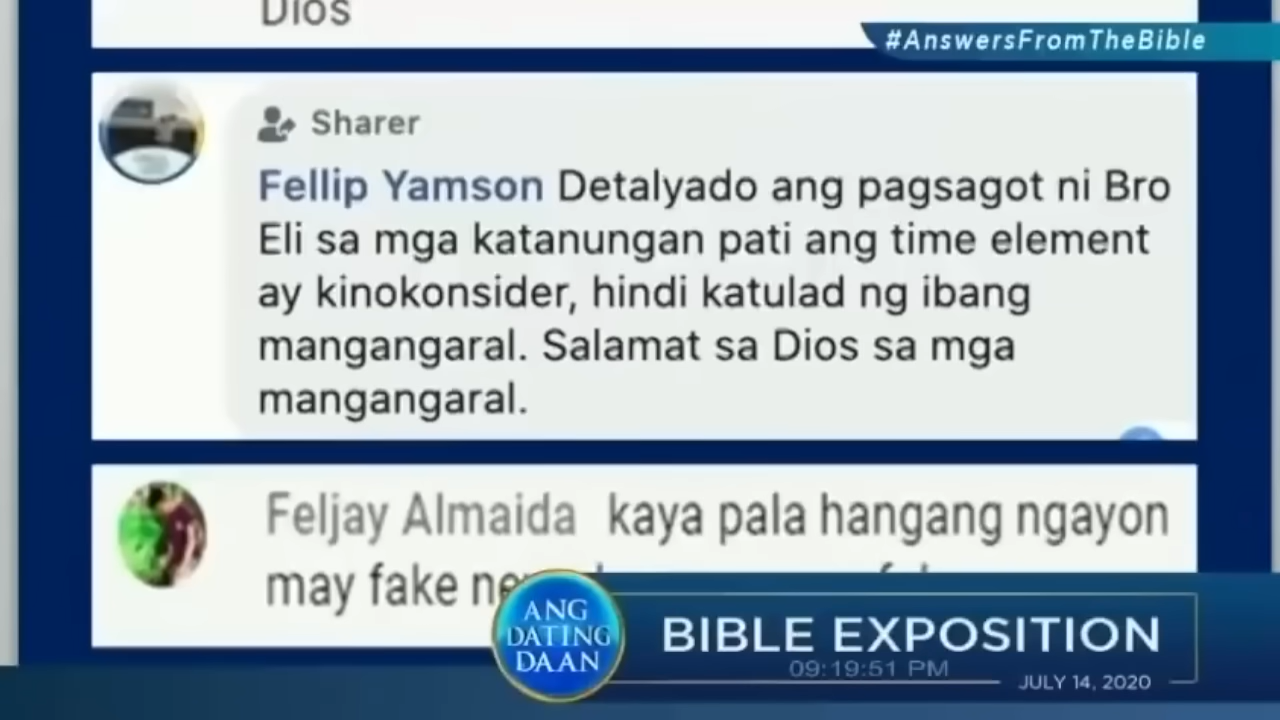 Dios
#AnswersFromTheBible
Sharer
Fellip Yamson Detalyado ang pagsagot ni Bro
Eli sa mga katanungan pati ang time element
ay kinokonsider, hindi katulad ng ibang
mangangaral. Salamat sa Dios sa mga
mangangaral.
Feljay Almaida kaya pala hangang ngayon
may fake
ANG
DATING
DAAN
BIBLE EXPOSITION
09:19:51 PM
JULY 14, 2020